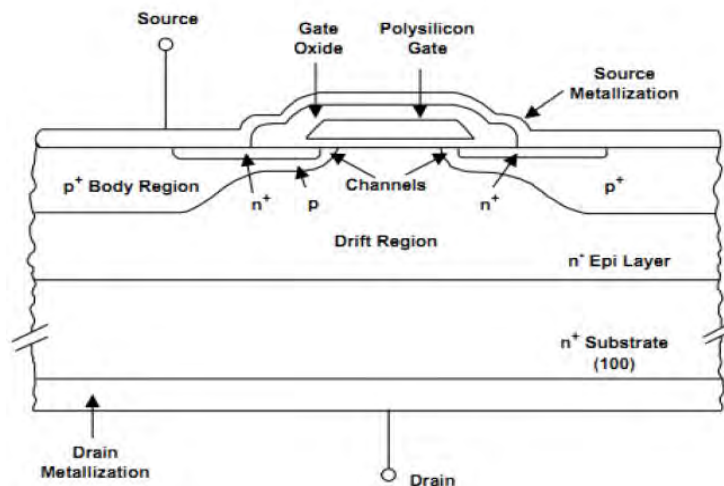 Source
Gate
Oxide
Polysilicon
Gate
Source
Metallization
p+ Body Region
n+
p
Channels
n+
p+
Drift Region
n- Epi Layer
n+ Substrate
(100)
Drain
Metallization
Drain